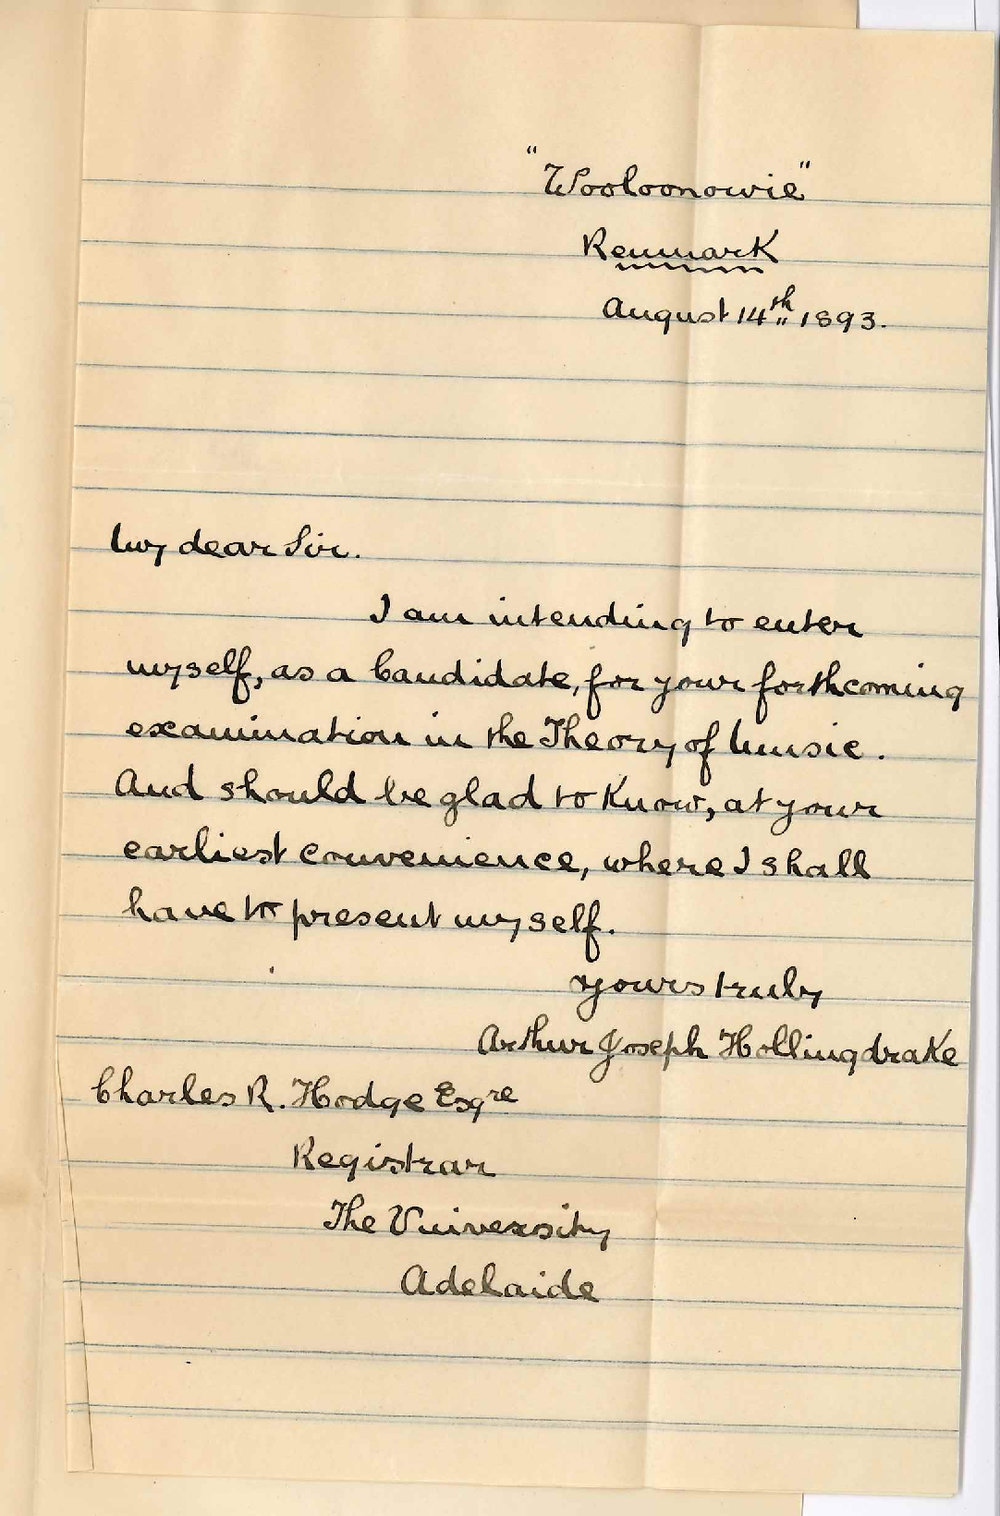 "Wooloonowie"
Renmark
August 14th 1893.
My dear Sir.
I am intending to enter
myself, as a Candidate, for your forthcoming
examination in the Theory of Music.
And should be glad to Know, at your
earliest convenience, where I shall
have to present myself.
yours truly
Arthur Joseph Hollingdrake
Charles R. Hodge Esqre
Registrar
The University
Adelaide